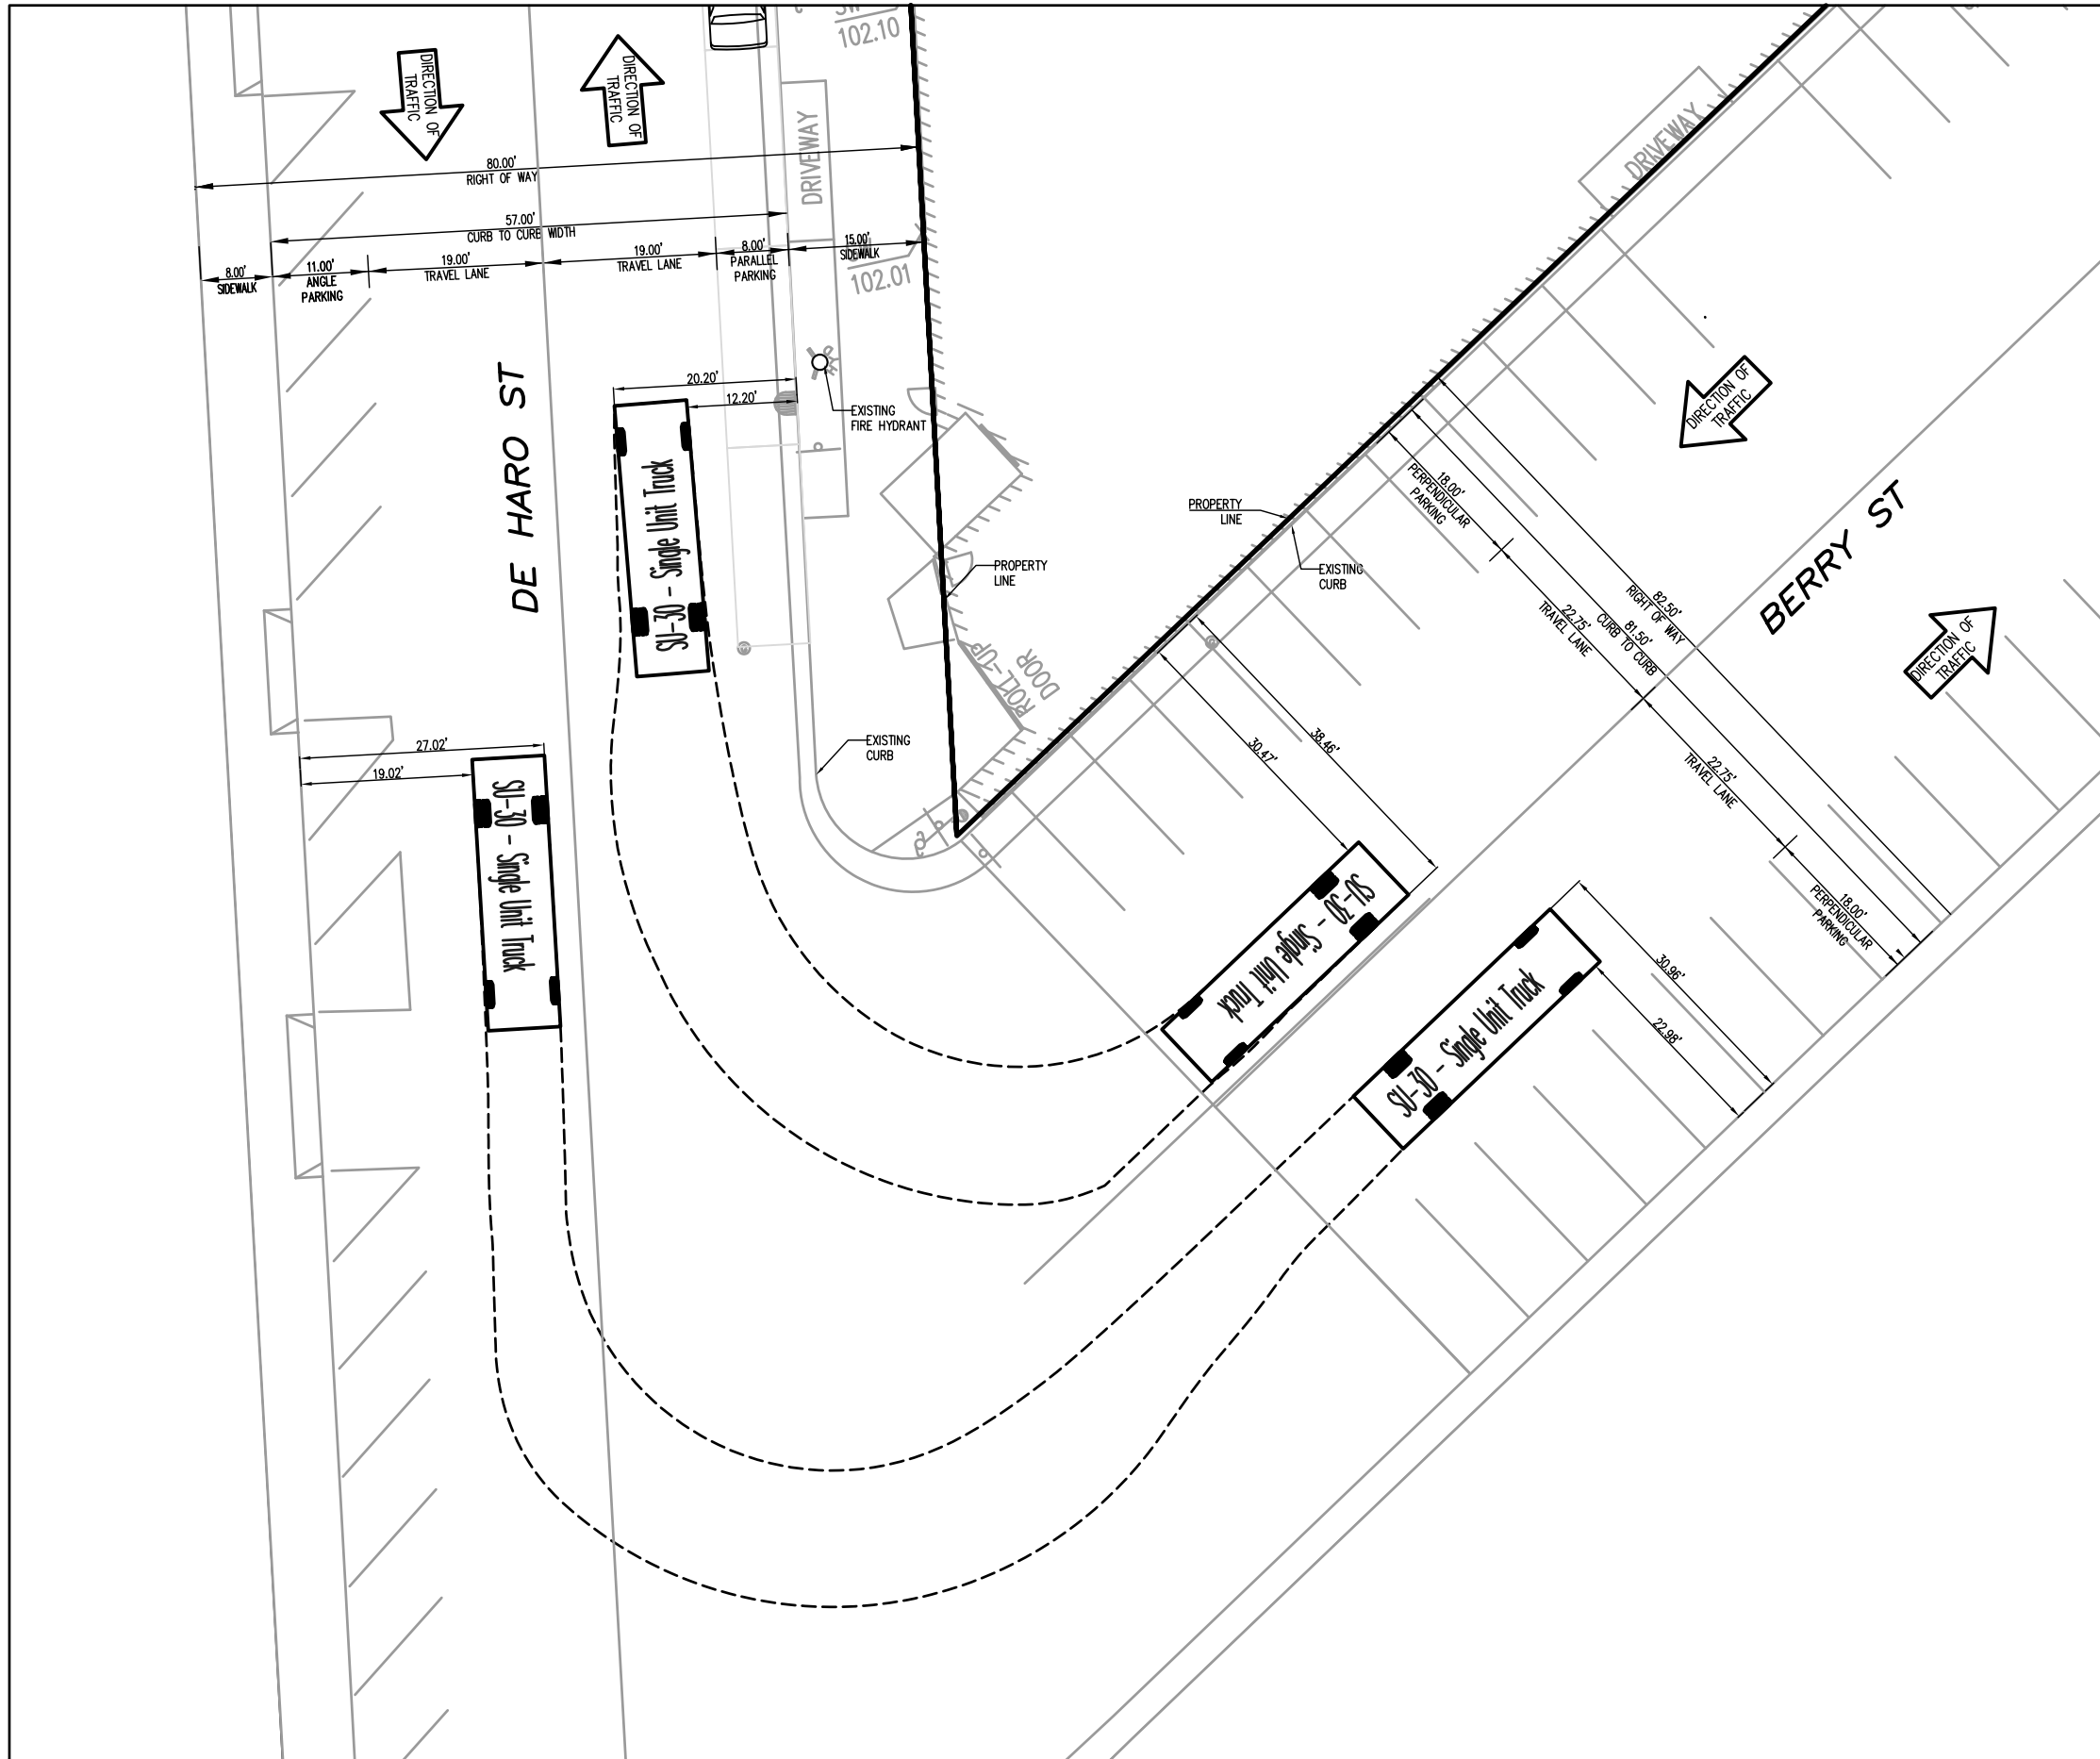 102.10
DIRECTION OF
TRAFFIC
DIRECTION OF
TRAFFIC
DRIVEWAY
DRIVEWAY
80.00'
RIGHT OF WAY
57.00'
CURB TO CURB WIDTH
8.00'
SIDEWALK
11.00'
ANGLE
PARKING
19.00'
TRAVEL LANE
19.00'
TRAVEL LANE
8.00'
PARALLEL
PARKING
15.00'
SIDEWALK
102.01
DE HARO ST
20.20'
12.20'
EXISTING
FIRE HYDRANT
SU-30 - Single Unit Truck
PROPERTY
LINE
PROPERTY
LINE
EXISTING
CURB
DIRECTION OF
TRAFFIC
BERRY ST
DIRECTION OF
TRAFFIC
18.00'
PERPENDICULAR
PARKING
22.75'
TRAVEL LANE
81.50'
CURB TO CURB
82.50'
RIGHT OF WAY
22.75'
TRAVEL LANE
18.00'
PERPENDICULAR
PARKING
ROLL-UP
DOOR
EXISTING
CURB
27.02'
19.02'
SU-30 - Single Unit Truck
30.47'
38.46'
SU-30 - Single Unit Truck
SU-30 - Single Unit Truck
30.96'
22.98'